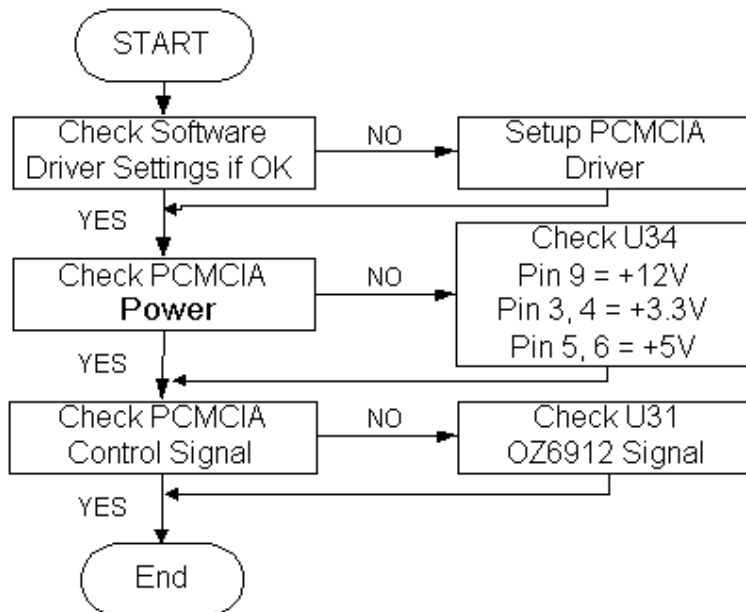 START
Check Software
Driver Settings if OK
NO
Setup PCMCIA
Driver
YES
Check PCMCIA
Power
NO
Check U34
Pin 9 = +12V
Pin 3, 4 = +3.3V
Pin 5, 6 = +5V
YES
Check PCMCIA
Control Signal
NO
Check U31
OZ6912 Signal
YES
End